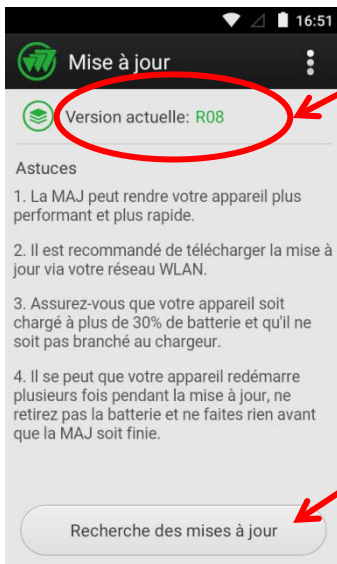 16:51
Mise à jour
Version actuelle: R08
Astuces
1. La MAJ peut rendre votre appareil plus
performant et plus rapide.
2. Il est recommandé de télécharger la mise à
jour via votre réseau WLAN.
3. Assurez-vous que votre appareil soit
chargé à plus de 30% de batterie et qu'il ne
soit pas branché au chargeur.
4. Il se peut que votre appareil redémarre
plusieurs fois pendant la mise à jour, ne
retirez pas la batterie et ne faites rien avant
que la MAJ soit finie.
Recherche des mises à jour